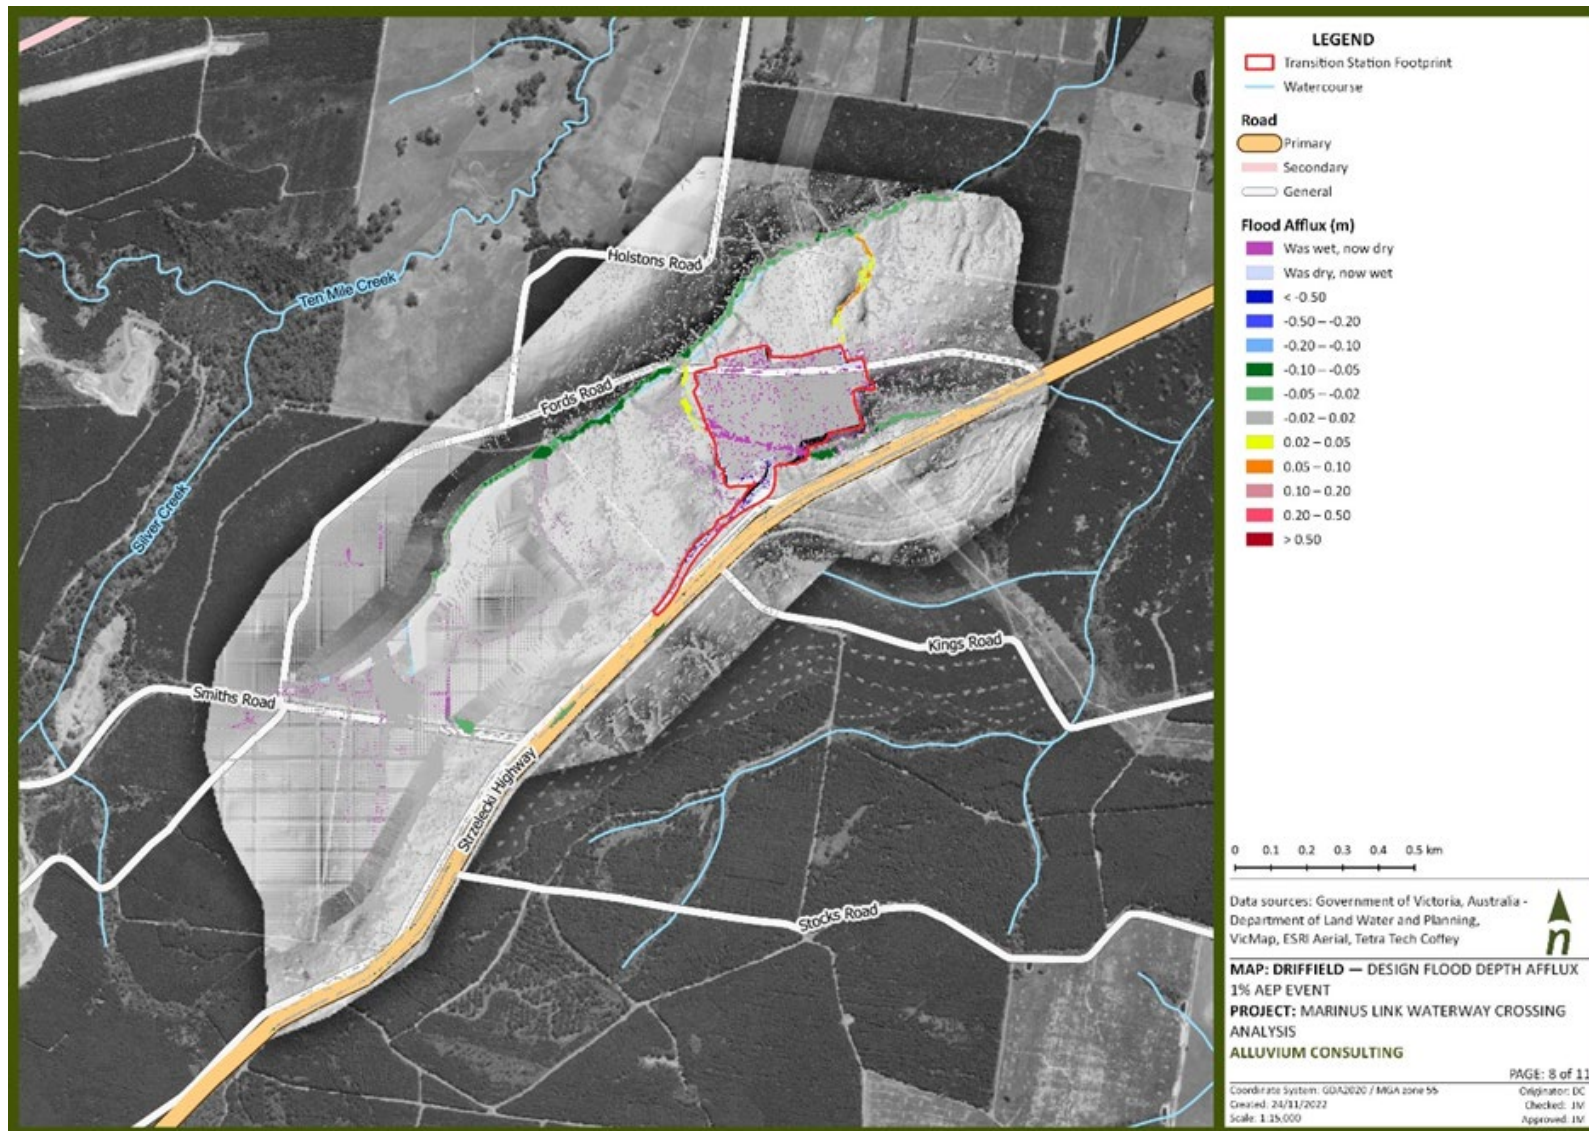 Holstons Road
Ten Mile Creek
Fords Road
Silver Creek
Kings Road
Smiths Road
Strzelecki Highway
Stocks Road
LEGEND
Transition Station Footprint
Watercourse
Road
Primary
Secondary
General
Flood Afflux (m)
Was wet, now dry
Was dry, now wet
< -0.50
-0.50 – -0.20
-0.20 – -0.10
-0.10 – -0.05
-0.05 – -0.02
-0.02 – 0.02
0.02 – 0.05
0.05 – 0.10
0.10 – 0.20
0.20 – 0.50
> 0.50
0 0.1 0.2 0.3 0.4 0.5 km
Data sources: Government of Victoria, Australia -
Department of Land Water and Planning,
VicMap, ESRI Aerial, Tetra Tech Coffey
n
MAP: DRIFFIELD — DESIGN FLOOD DEPTH AFFLUX
1% AEP EVENT
PROJECT: MARINUS LINK WATERWAY CROSSING
ANALYSIS
ALLUVIUM CONSULTING
PAGE: 8 of 11
Coordinate System: GDA2020 / MGA zone 55
Originator: DC
Created: 24/11/2022
Checked: JM
Scale: 1:15,000
Approved: JM